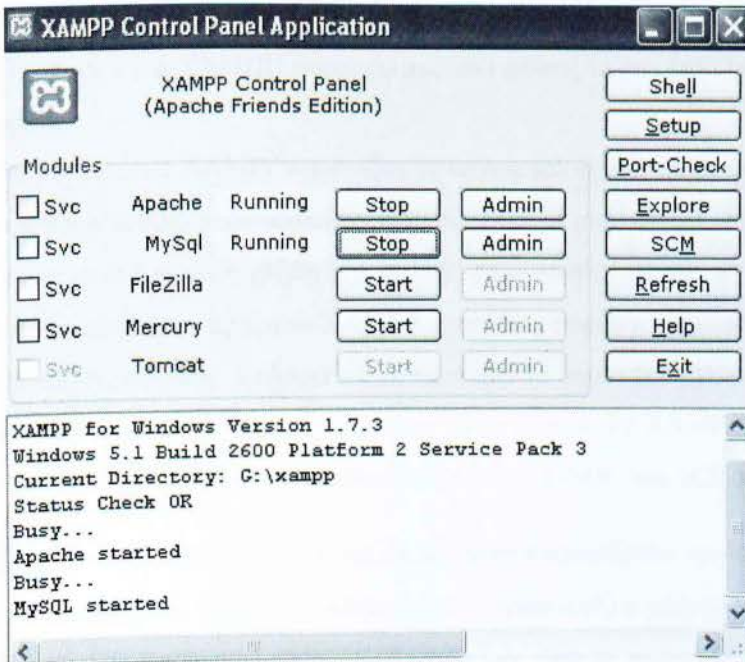 XAMPP Control Panel Application
XAMPP Control Panel
(Apache Friends Edition)
Shell
Setup
Modules
Port-Check
Svc Apache Running Stop Admin Explore
Svc MySql Running Stop Admin SCM
Svc FileZilla Start Admin Refresh
Svc Mercury Start Admin Help
Svc Tomcat Start Admin Exit
XAMPP for Windows Version 1.7.3
Windows 5.1 Build 2600 Platform 2 Service Pack 3
Current Directory: G:\xampp
Status Check OK
Busy...
Apache started
Busy...
MySQL started